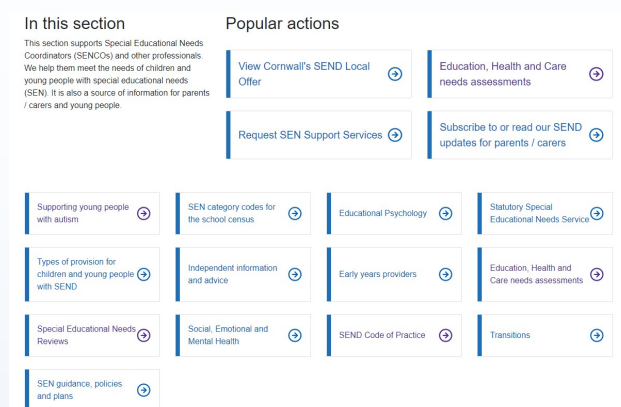 In this section
This section supports Special Educational Needs
Coordinators (SENCOs) and other professionals.
We help them meet the needs of children and
young people with special educational needs
(SEN). It is also a source of information for parents
/ carers and young people.
Popular actions
View Cornwall's SEND Local
Offer
Education, Health and Care
needs assessments
Request SEN Support Services
Subscribe to or read our SEND
updates for parents / carers
Supporting young people
with autism
SEN category codes for
the school census
Educational Psychology
Statutory Special
Educational Needs Service
Types of provision for
children and young people
with SEND
Independent information
and advice
Early years providers
Education, Health and
Care needs assessments
Special Educational Needs
Reviews
Social, Emotional and
Mental Health
SEND Code of Practice
Transitions
SEN guidance, policies
and plans